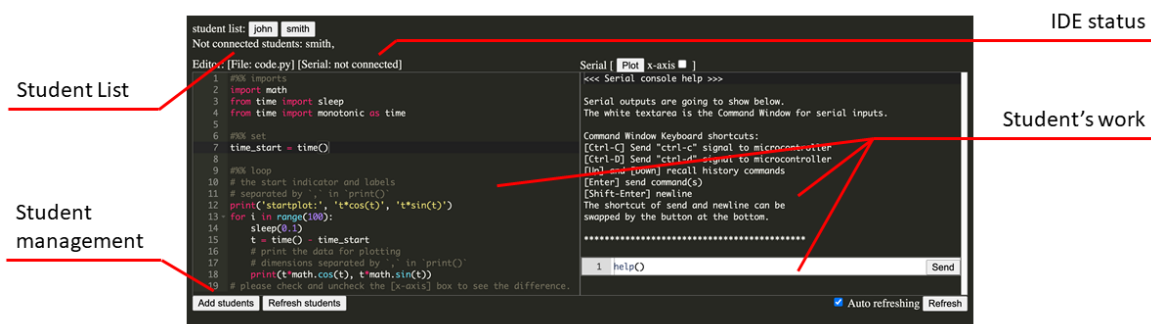 student list: john smith
IDE status
Not connected students: smith,
Editor: [File: code.py] [Serial: not connected]
Serial [ Plot x-axis ]
Student List
1 #%% imports
2 import math
3 from time import sleep
4 from time import monotonic as time
5
6 #%% set
7 time_start = time()
8
9 #%% loop
10 # the start indicator and labels
11 # separated by `,` in `print()`
12 print('startplot:', 't*cos(t)', 't*sin(t)')
13 for i in range(100):
14 sleep(0.1)
15 t = time() - time_start
16 # print the data for plotting
17 # dimensions separated by `,` in `print()`
18 print(t*math.cos(t), t*math.sin(t))
19 # please check and uncheck the [x-axis] box to see the difference.
<<< Serial console help >>>
Serial outputs are going to show below.
The white textarea is the Command Window for serial inputs.
Command Window Keyboard shortcuts:
[Ctrl-C] Send "ctrl-c" signal to microcontroller
[Ctrl-D] Send "ctrl-d" signal to microcontroller
[Up] and [Down] recall history commands
[Enter] send command(s)
[Shift-Enter] newline
The shortcut of send and newline can be
swapped by the button at the bottom.
*******************************************
1 help() Send
Student's work
Student
management
Add students Refresh students
Auto refreshing Refresh